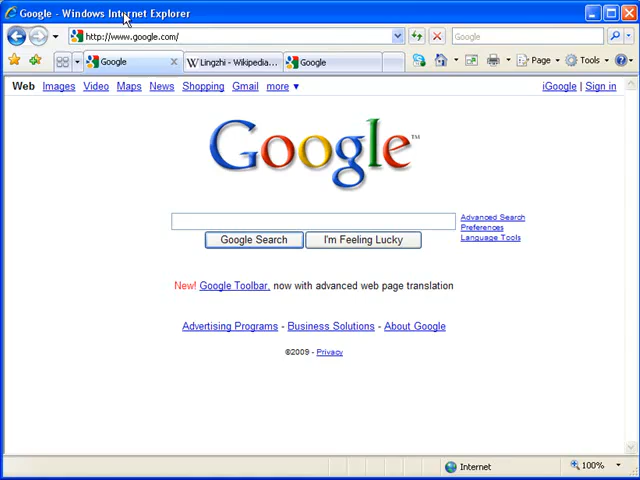 Google - Windows Internet Explorer
http://www.google.com/
Google
Google
Lingzhi - Wikipedia...
Google
Page
Tools
Web Images Video Maps News Shopping Gmail more ▼
iGoogle | Sign in
Google™
Advanced Search
Preferences
Language Tools
Google Search
I'm Feeling Lucky
New! Google Toolbar, now with advanced web page translation
Advertising Programs - Business Solutions - About Google
©2009 - Privacy
Internet
100%